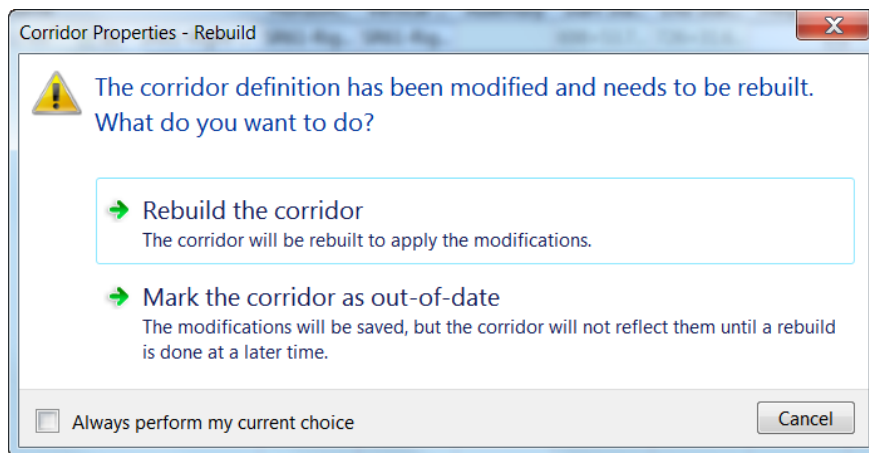 Corridor Properties - Rebuild
The corridor definition has been modified and needs to be rebuilt.
What do you want to do?
Rebuild the corridor
The corridor will be rebuilt to apply the modifications.
Mark the corridor as out-of-date
The modifications will be saved, but the corridor will not reflect them until a rebuild
is done at a later time.
Always perform my current choice
Cancel